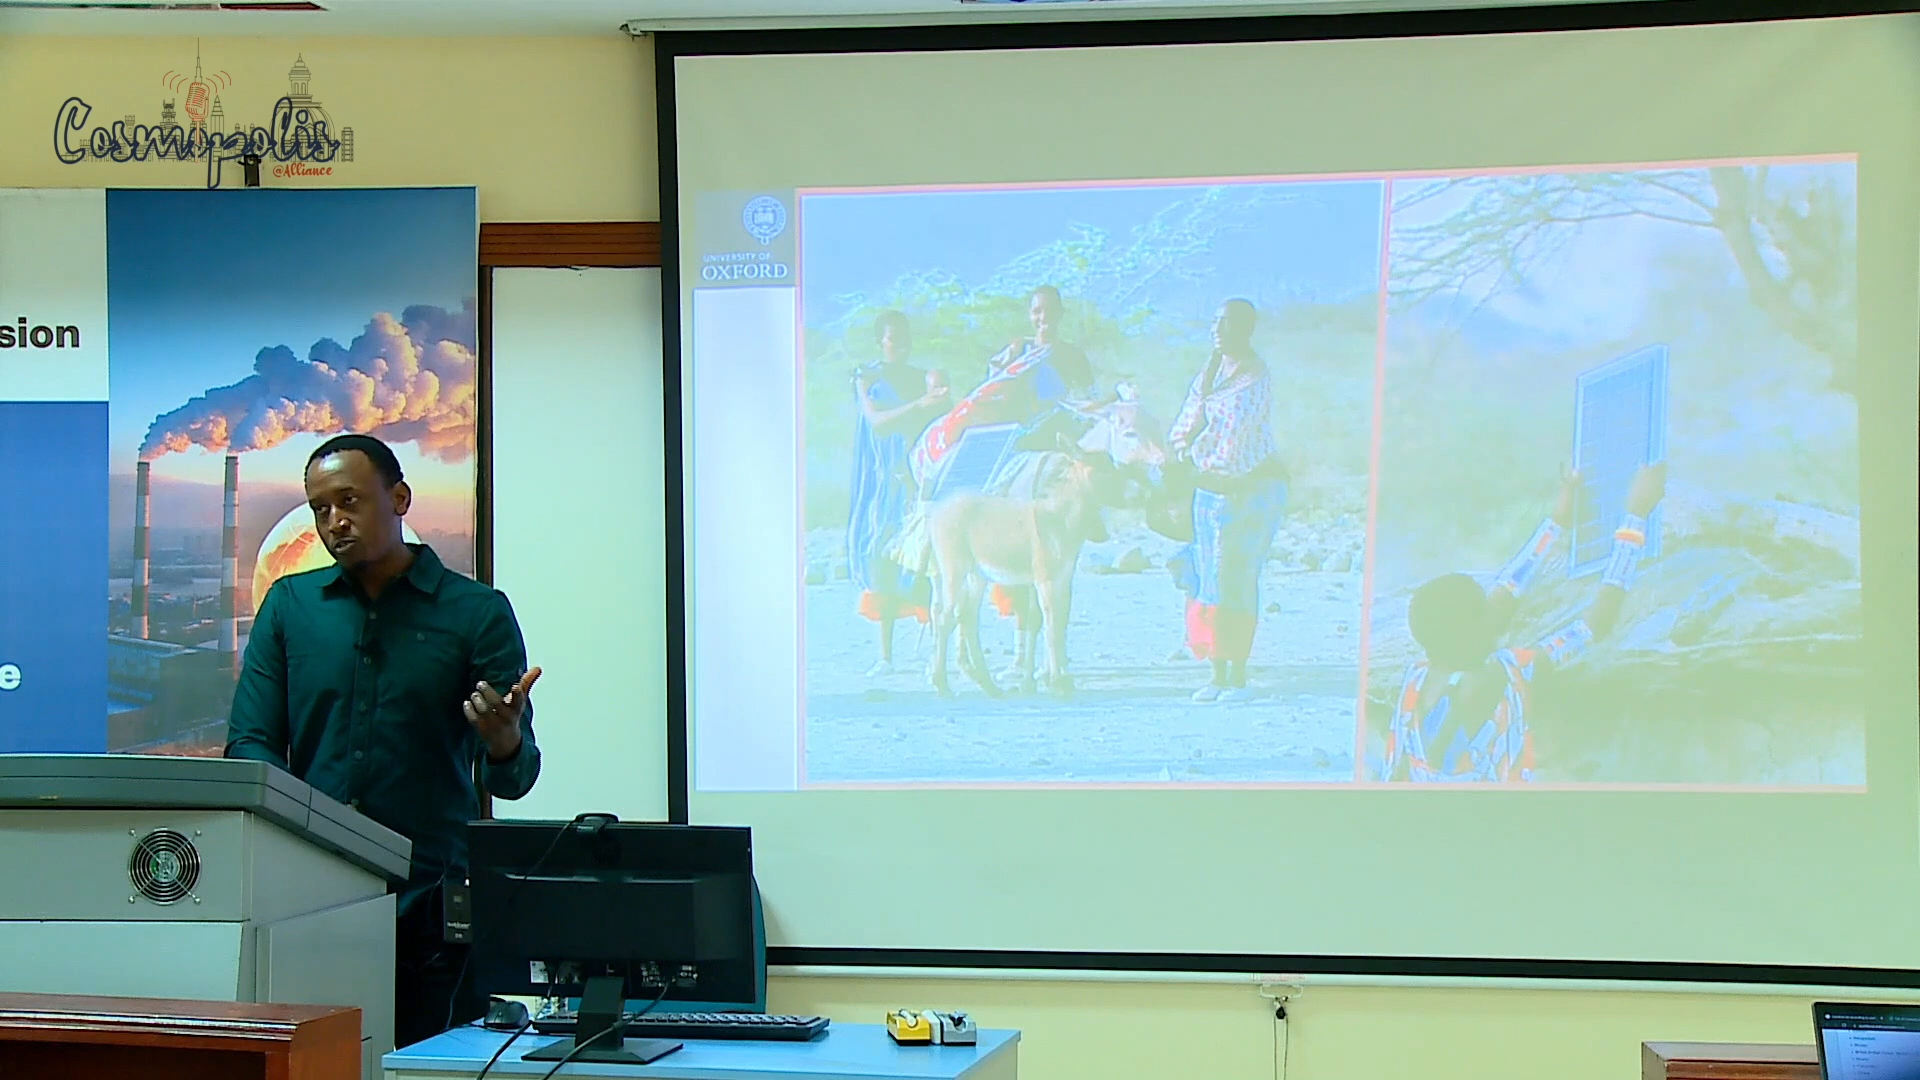 Cosmopolis
@Alliance
sion
e
UNIVERSITY OF
OXFORD